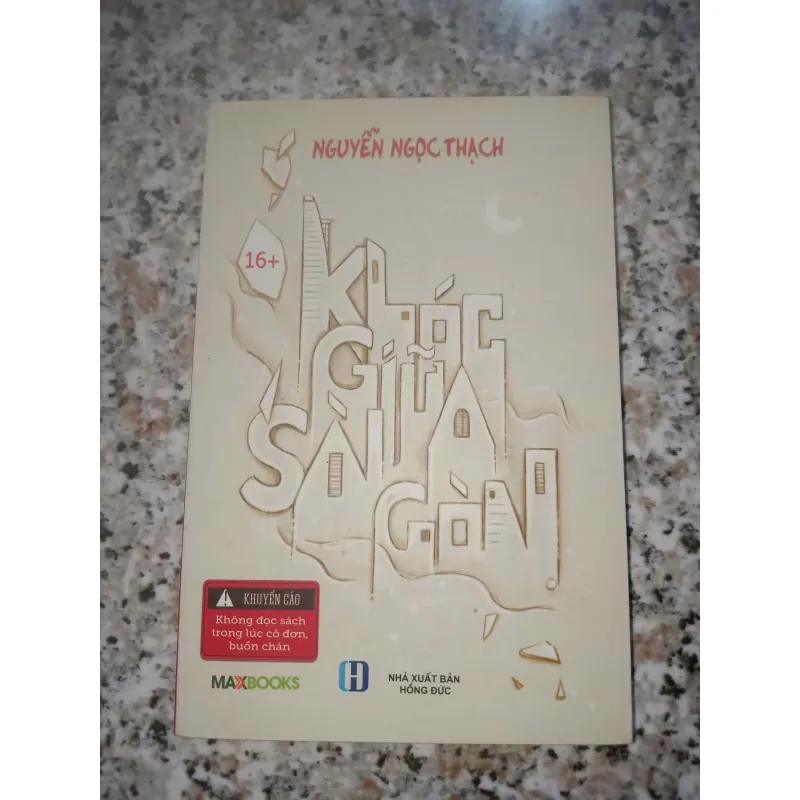 NGUYỄN NGỌC THẠCH
16+
Khóc
Giữa
Sài
Gòn.
KHUYẾN CÁO
Không đọc sách
trong lúc cô đơn,
buồn chán
MAXBOOKS
NHÀ XUẤT BẢN
HỒNG ĐỨC